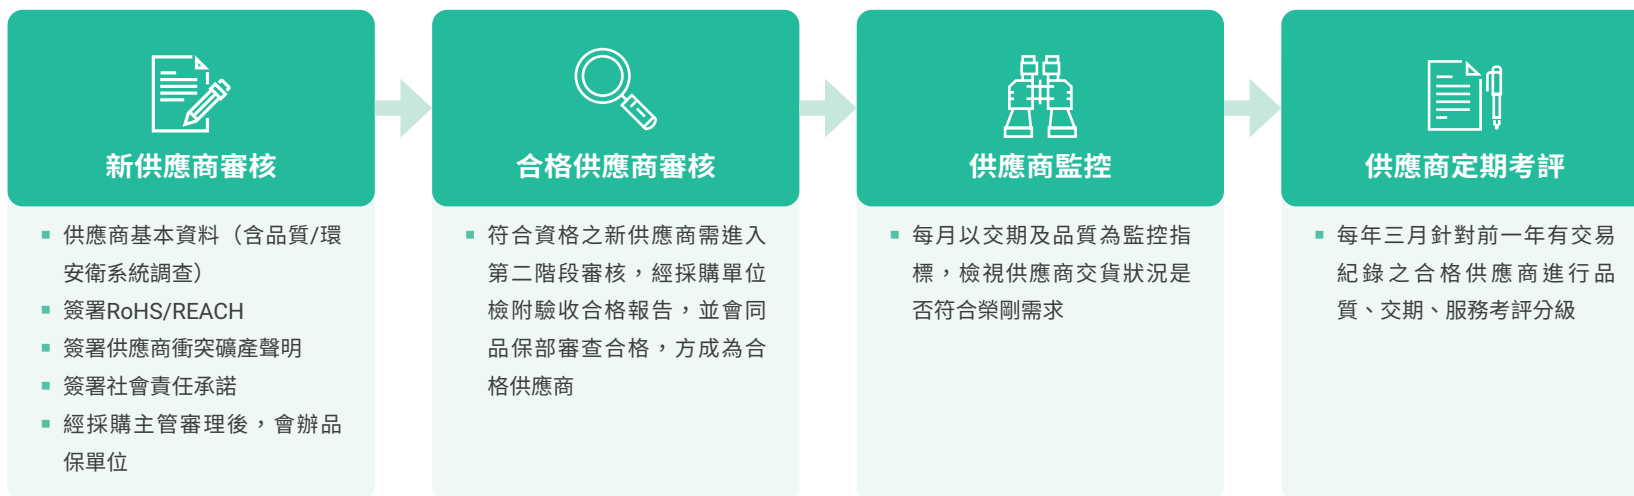 新供應商審核
供應商基本資料（含品質/環
安衛系統調查）
簽署RoHS/REACH
簽署供應商衝突礦產聲明
簽署社會責任承諾
經採購主管審理後，會辦品
保單位
合格供應商審核
符合資格之新供應商需進入
第二階段審核，經採購單位
檢附驗收合格報告，並會同
品保部審查合格，方成為合
格供應商
供應商監控
每月以交期及品質為監控指
標，檢視供應商交貨狀況是
否符合榮剛需求
供應商定期考評
每年三月針對前一年有交易
紀錄之合格供應商進行品
質、交期、服務考評分級